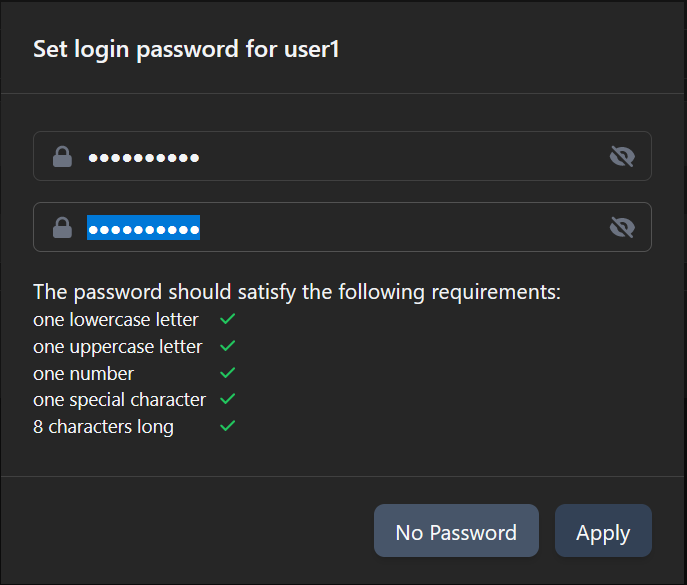 Set login password for user1
●●●●●●●●●●
●●●●●●●●●●
The password should satisfy the following requirements:
one lowercase letter ✓
one uppercase letter ✓
one number ✓
one special character ✓
8 characters long ✓
No Password Apply